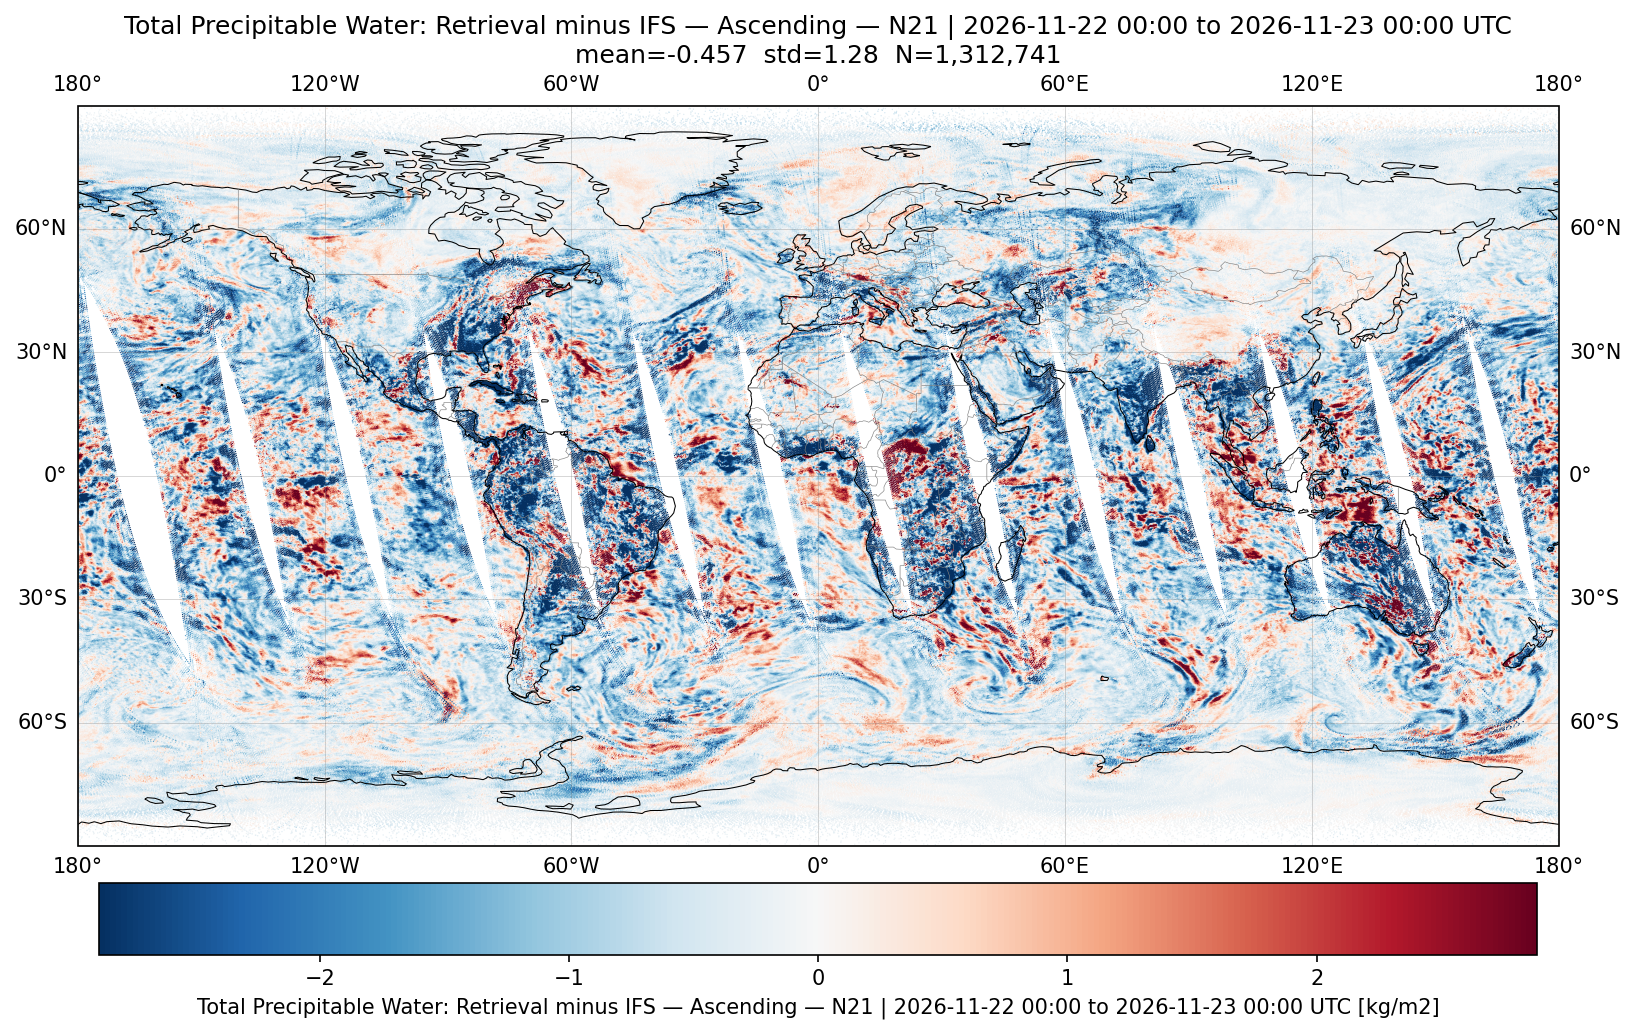 Total Precipitable Water: Retrieval minus IFS — Ascending — N21 | 2026-11-22 00:00 to 2026-11-23 00:00 UTC
mean=-0.457  std=1.28  N=1,312,741
180° 120°W 60°W 0° 60°E 120°E 180°
60°N 60°N
30°N 30°N
0° 0°
30°S 30°S
60°S 60°S
180° 120°W 60°W 0° 60°E 120°E 180°
−2 −1 0 1 2
Total Precipitable Water: Retrieval minus IFS — Ascending — N21 | 2026-11-22 00:00 to 2026-11-23 00:00 UTC [kg/m2]